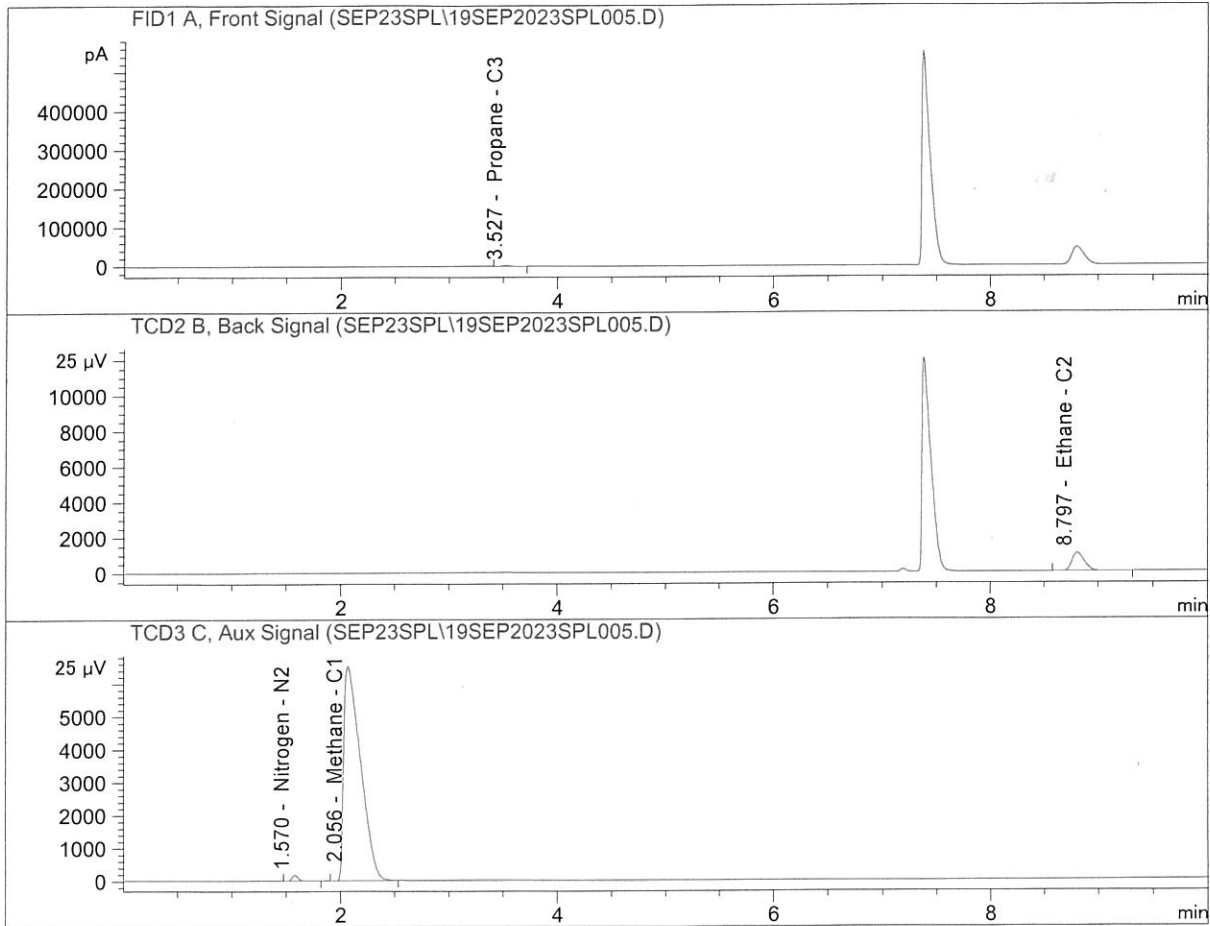 FID1 A, Front Signal (SEP23SPL\19SEP2023SPL005.D)
pA
400000
300000
200000
100000
0
3.527 - Propane - C3
2
4
6
8
min
TCD2 B, Back Signal (SEP23SPL\19SEP2023SPL005.D)
25 µV
10000
8000
6000
4000
2000
0
8.797 - Ethane - C2
2
4
6
8
min
TCD3 C, Aux Signal (SEP23SPL\19SEP2023SPL005.D)
25 µV
5000
4000
3000
2000
1000
0
1.570 - Nitrogen - N2
2.056 - Methane - C1
2
4
6
8
min